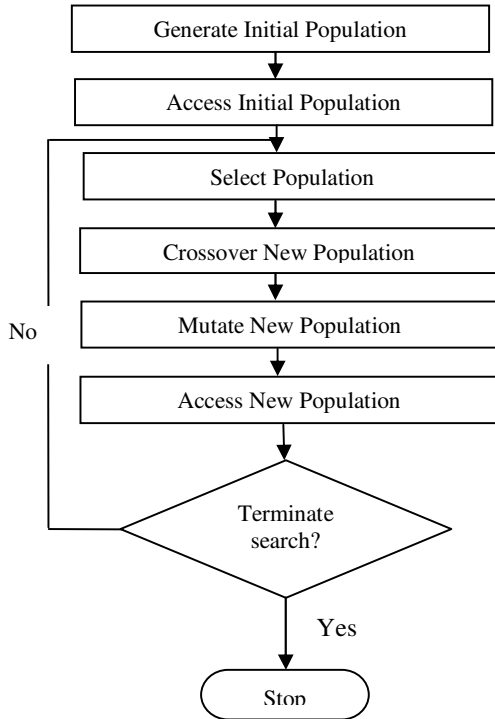 Generate Initial Population
Access Initial Population
Select Population
Crossover New Population
Mutate New Population
No
Access New Population
Terminate
search?
Yes
Stop